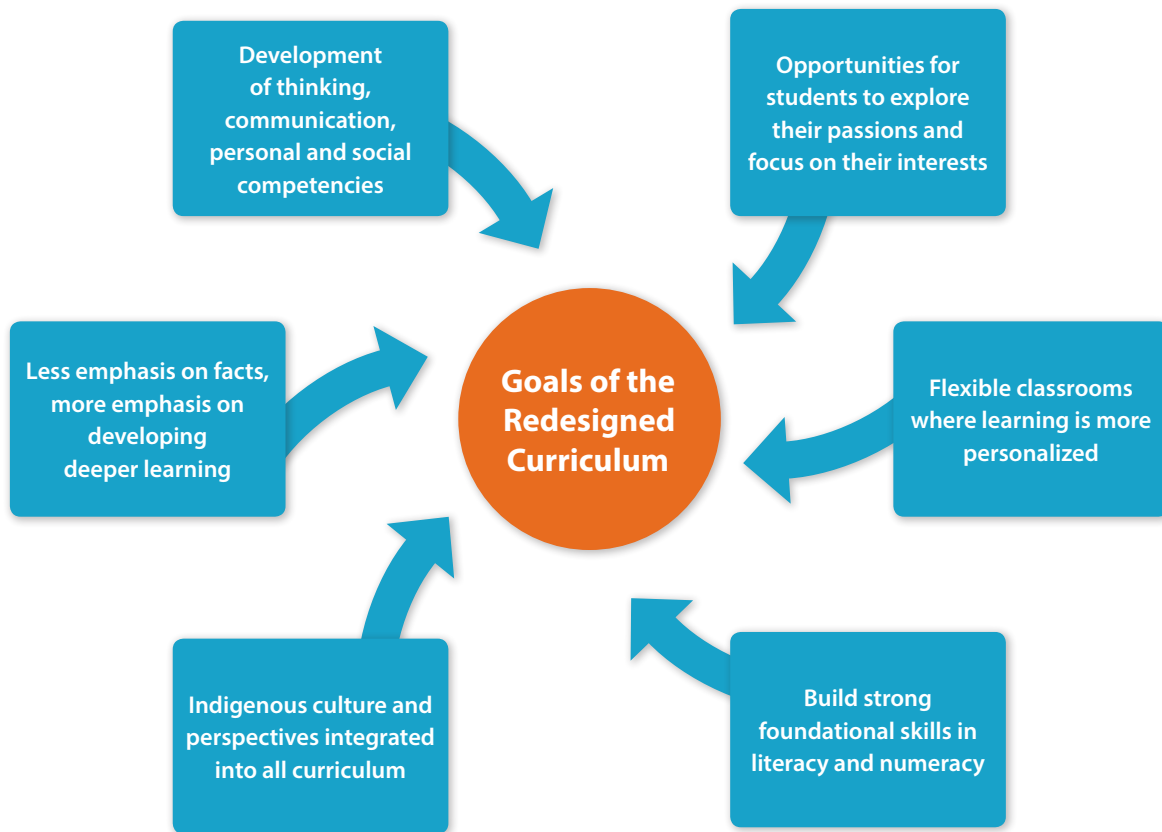 Development
of thinking,
communication,
personal and social
competencies
Opportunities for
students to explore
their passions and
focus on their interests
Less emphasis on facts,
more emphasis on
developing
deeper learning
Goals of the
Redesigned
Curriculum
Flexible classrooms
where learning is more
personalized
Indigenous culture and
perspectives integrated
into all curriculum
Build strong
foundational skills in
literacy and numeracy